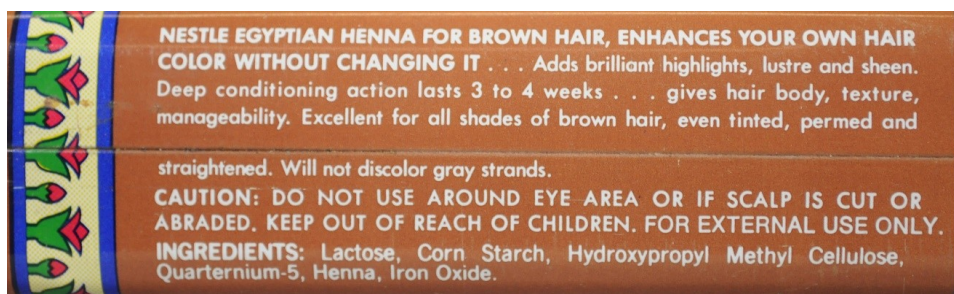 NESTLE EGYPTIAN HENNA FOR BROWN HAIR, ENHANCES YOUR OWN HAIR
COLOR WITHOUT CHANGING IT . . . Adds brilliant highlights, lustre and sheen.
Deep conditioning action lasts 3 to 4 weeks . . . gives hair body, texture,
manageability. Excellent for all shades of brown hair, even tinted, permed and
straightened. Will not discolor gray strands.
CAUTION: DO NOT USE AROUND EYE AREA OR IF SCALP IS CUT OR
ABRADED. KEEP OUT OF REACH OF CHILDREN. FOR EXTERNAL USE ONLY.
INGREDIENTS: Lactose, Corn Starch, Hydroxypropyl Methyl Cellulose,
Quarternium-5, Henna, Iron Oxide.